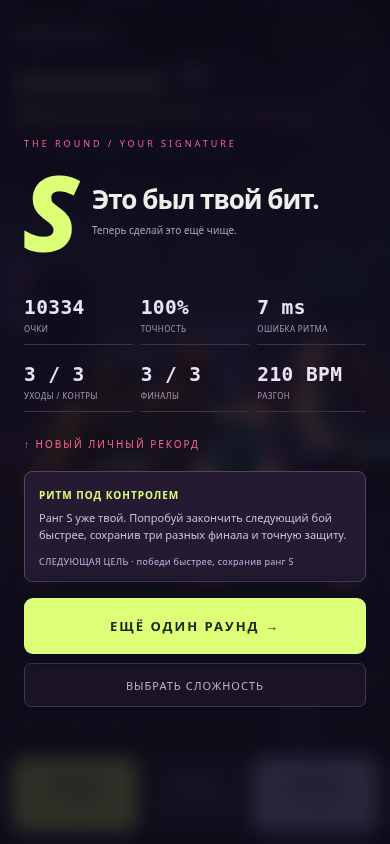 THE ROUND / YOUR SIGNATURE
S
Это был твой бит.
Теперь сделай это ещё чище.
10334
100%
7 ms
ОЧКИ
ТОЧНОСТЬ
ОШИБКА РИТМА
3 / 3
3 / 3
210 BPM
УХОДЫ / КОНТРЫ
ФИНАЛЫ
РАЗГОН
↑ НОВЫЙ ЛИЧНЫЙ РЕКОРД
РИТМ ПОД КОНТРОЛЕМ
Ранг S уже твой. Попробуй закончить следующий бой
быстрее, сохранив три разных финала и точную защиту.
СЛЕДУЮЩАЯ ЦЕЛЬ · победи быстрее, сохранив ранг S
ЕЩЁ ОДИН РАУНД →
ВЫБРАТЬ СЛОЖНОСТЬ